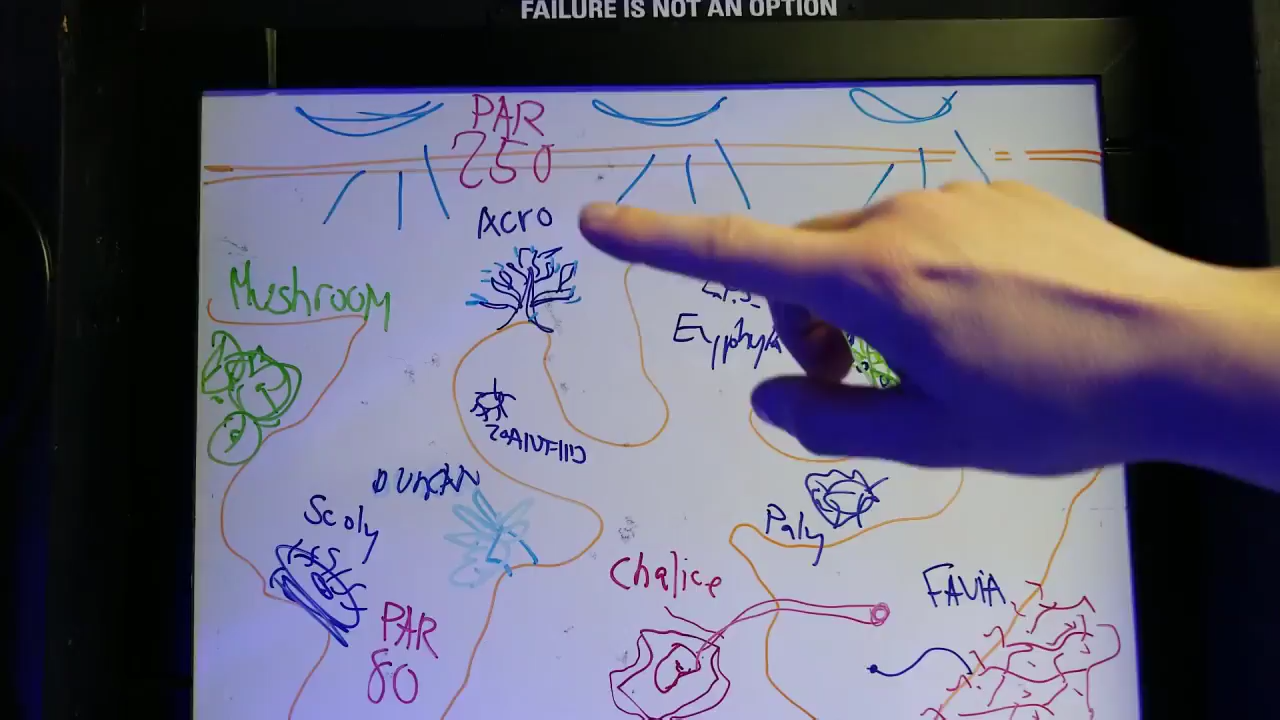 FAILURE IS NOT AN OPTION
PAR
250
Acro
Mushroom
ZOANTHID
DUNCAN
Scoly
Paly
Chalice
FAVIA
PAR
80